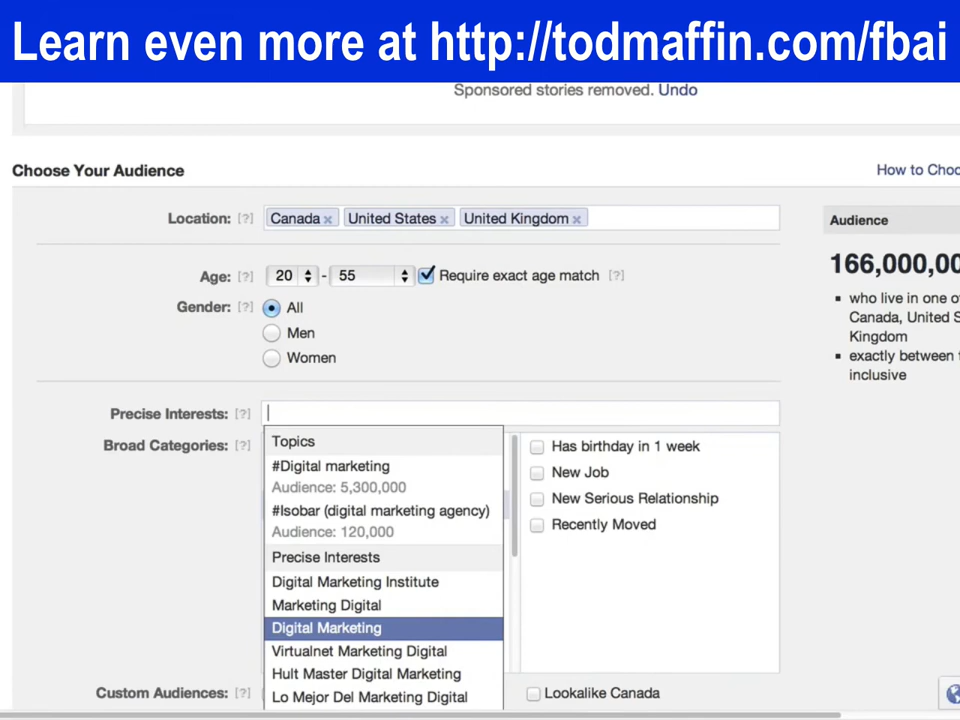 Learn even more at http://todmaffin.com/fbai
Sponsored stories removed. Undo
Choose Your Audience
How to Choo
Location: [?] Canada x United States x United Kingdom x
Audience
166,000,00
who live in one o
Canada, United S
Kingdom
exactly between
inclusive
Age: [?] 20 - 55 Require exact age match [?]
Gender: [?] All
Men
Women
Precise Interests: [?]
Broad Categories: [?]
Topics
#Digital marketing
Audience: 5,300,000
#Isobar (digital marketing agency)
Audience: 120,000
Precise Interests
Digital Marketing Institute
Marketing Digital
Digital Marketing
Virtualnet Marketing Digital
Hult Master Digital Marketing
Lo Mejor Del Marketing Digital
Has birthday in 1 week
New Job
New Serious Relationship
Recently Moved
Custom Audiences: [?]
Lookalike Canada